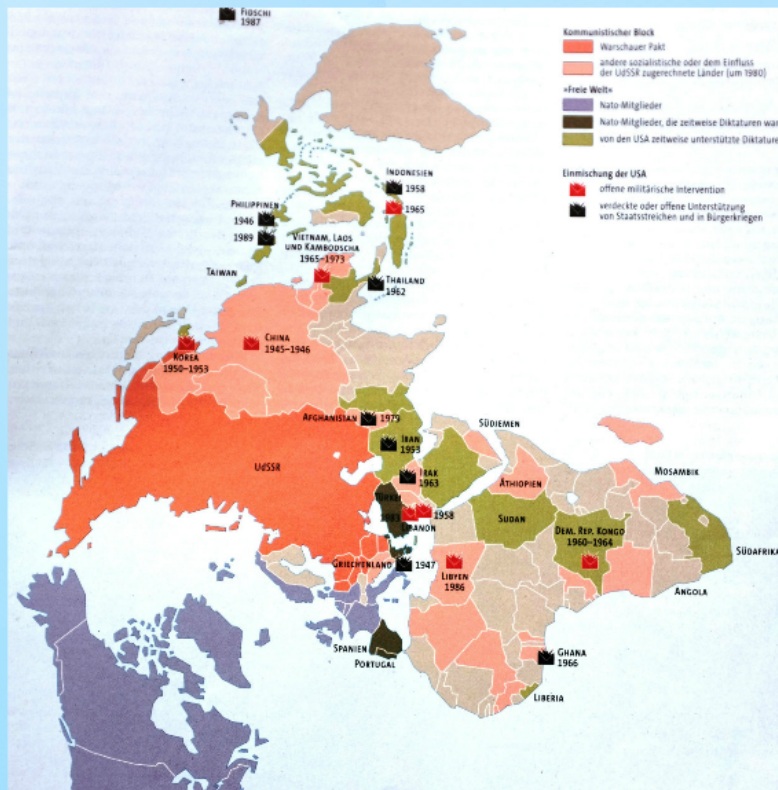 FIDSCHI
1987
Kommunistischer Block
Warschauer Pakt
andere sozialistische oder dem Einfluss
der UdSSR zugerechnete Länder (um 1980)
»Freie Welt«
Nato-Mitglieder
Nato-Mitglieder, die zeitweise Diktaturen war
von den USA zeitweise unterstützte Diktature
Einmischung der USA
offene militärische Intervention
verdeckte oder offene Unterstützung
von Staatsstreichen und in Bürgerkriegen
INDONESIEN
1958
1965
PHILIPPINEN
1946
1989
VIETNAM, LAOS
UND KAMBODSCHA
1965–1973
TAIWAN
THAILAND
1962
KOREA
1950–1953
CHINA
1945–1946
AFGHANISTAN
1979
IRAN
1953
IRAK
1963
UdSSR
TÜRKEI
1958
LIBANON
GRIECHENLAND
1947
SPANIEN
PORTUGAL
LIBYEN
1986
SÜDJEMEN
ÄTHIOPIEN
SUDAN
DEM. REP. KONGO
1960–1964
MOSAMBIK
SÜDAFRIKA
ANGOLA
GHANA
1966
LIBERIA